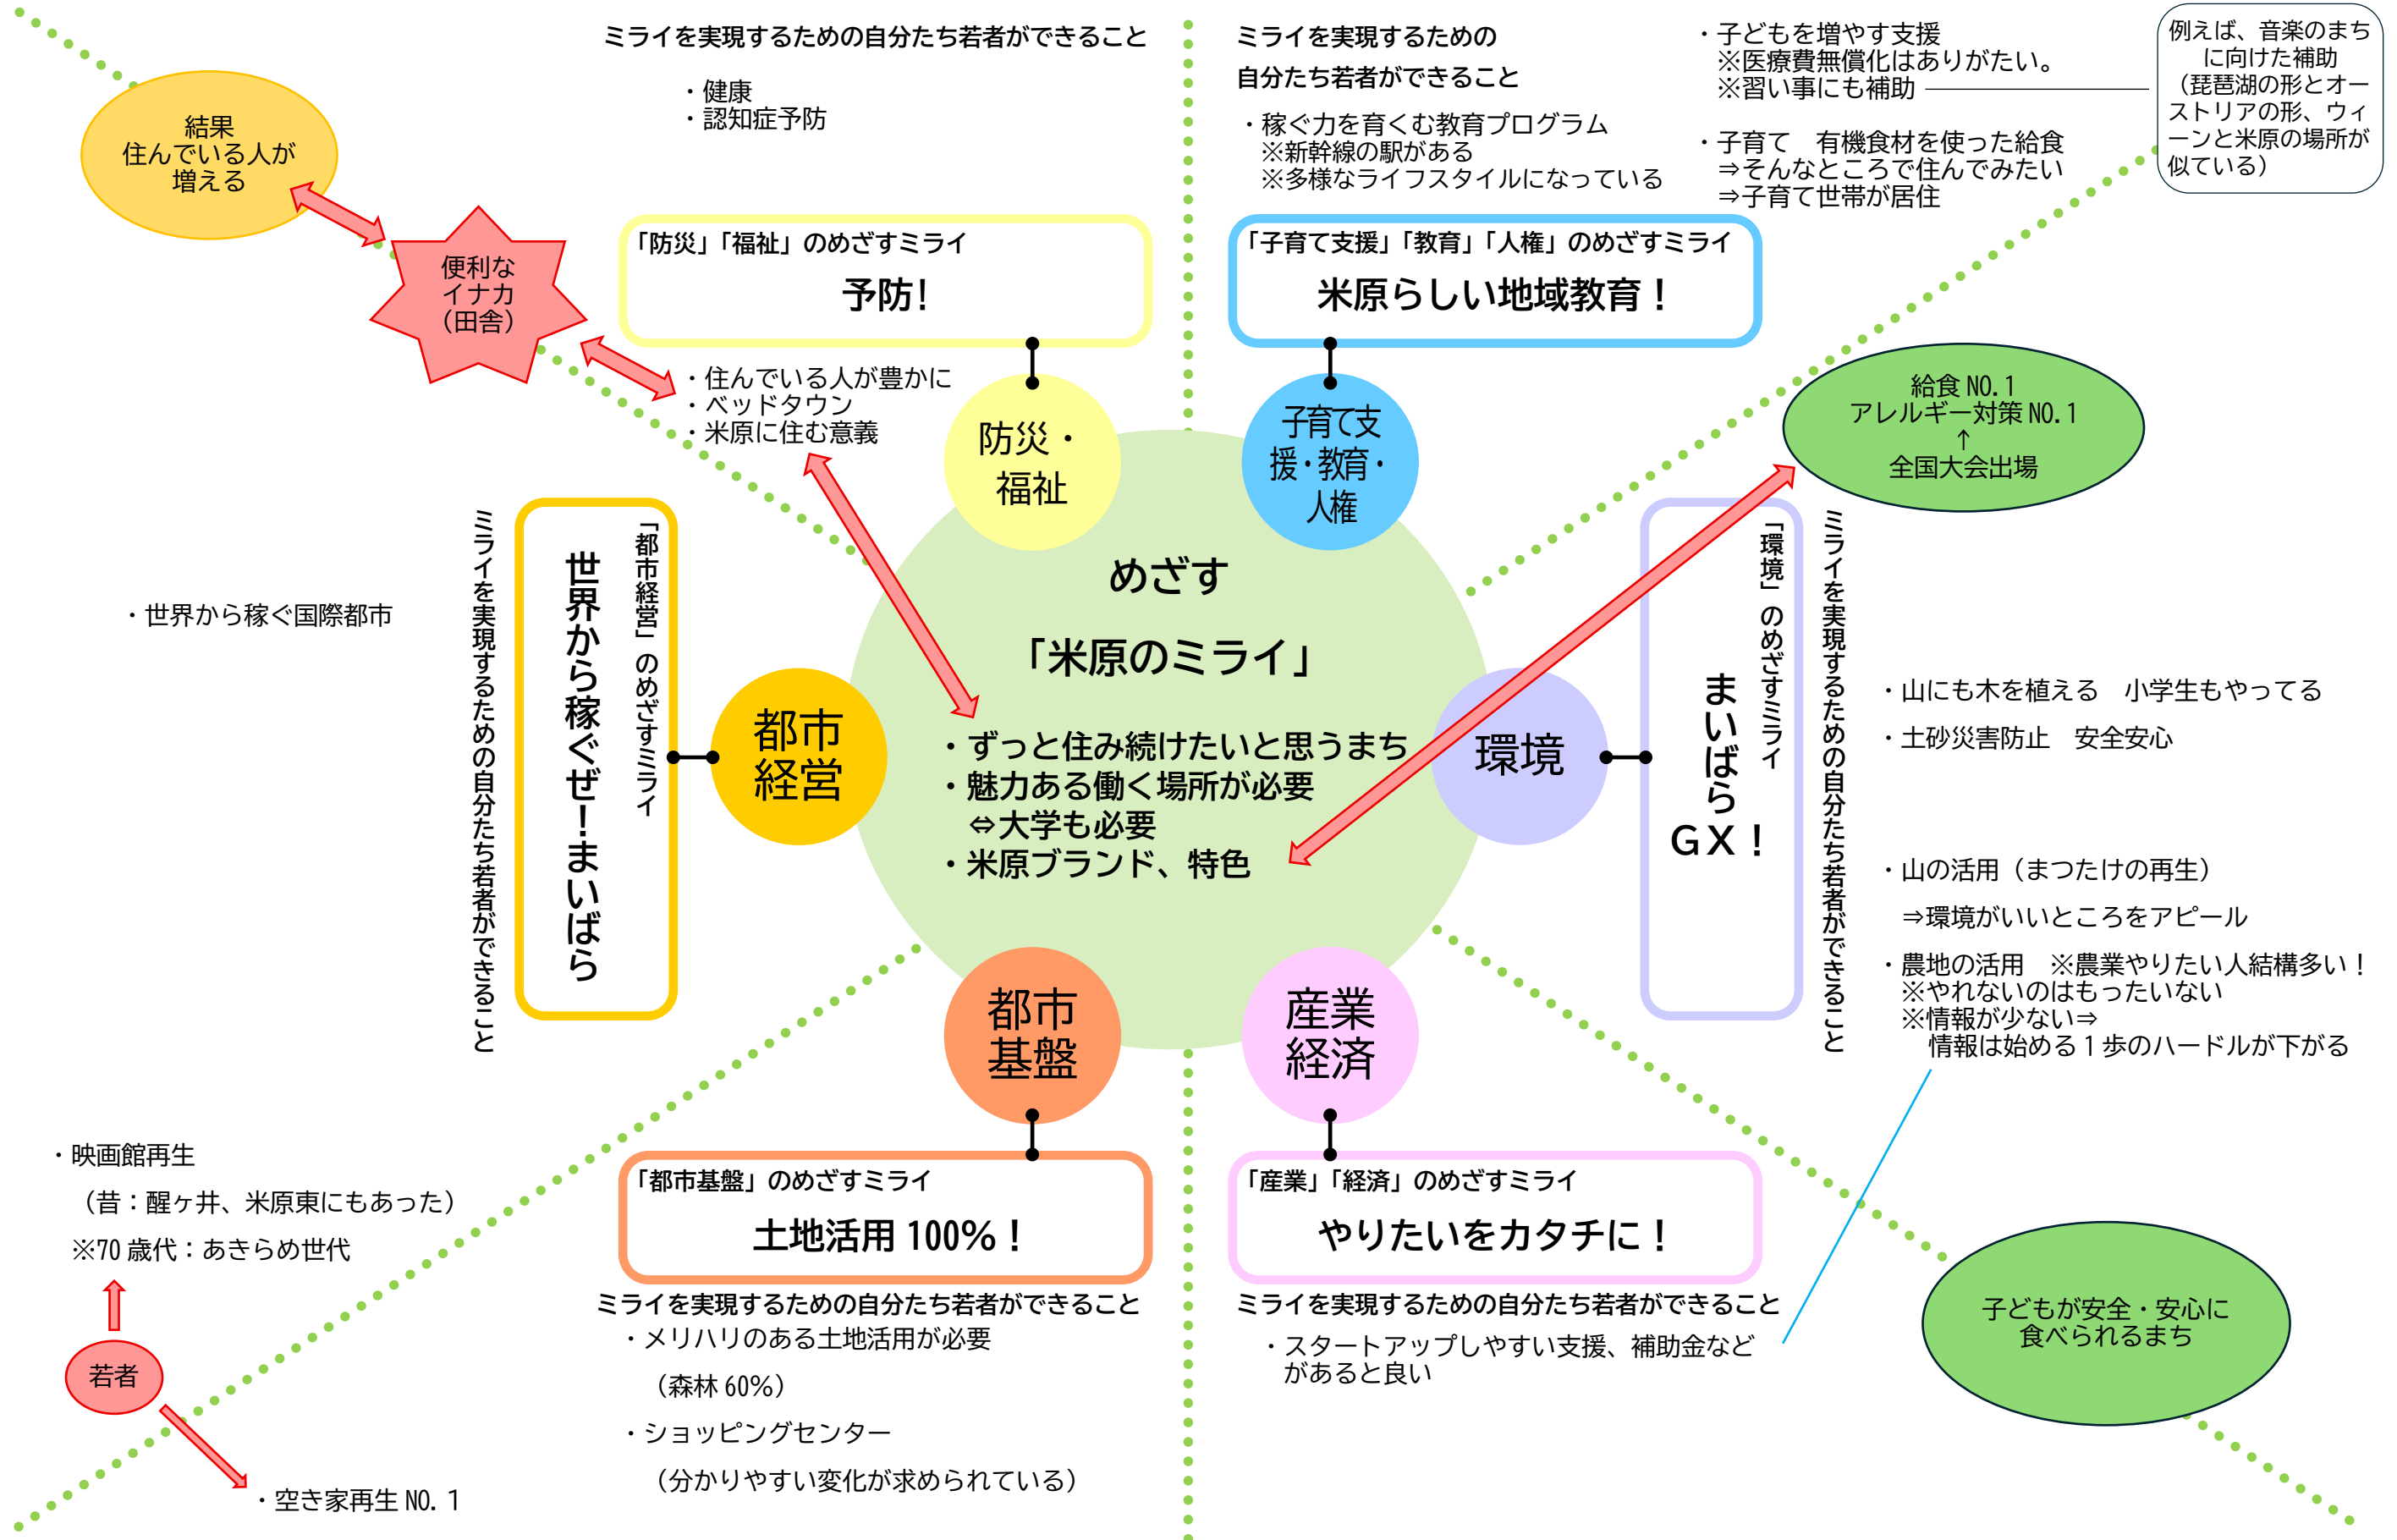 結果
住んでいる人が
増える
便利な
イナカ
（田舎）
ミライを実現するための自分たち若者ができること
・健康
・認知症予防
「防災」「福祉」のめざすミライ
予防！
・住んでいる人が豊かに
・ベッドタウン
・米原に住む意義
防災・
福祉
ミライを実現するための
自分たち若者ができること
・稼ぐ力を育くむ教育プログラム
※新幹線の駅がある
※多様なライフスタイルになっている
・子どもを増やす支援
※医療費無償化はありがたい。
※習い事にも補助
・子育て　有機食材を使った給食
⇒そんなところで住んでみたい
⇒子育て世帯が居住
例えば、音楽のまち
に向けた補助
（琵琶湖の形とオー
ストリアの形、ウィ
ーンと米原の場所が
似ている）
「子育て支援」「教育」「人権」のめざすミライ
米原らしい地域教育！
子育て支
援・教育・
人権
給食 NO.1
アレルギー対策 NO.1
↑
全国大会出場
めざす
「米原のミライ」
・ずっと住み続けたいと思うまち
・魅力ある働く場所が必要
⇔大学も必要
・米原ブランド、特色
環境
「環境」のめざすミライ
まいばら
ＧＸ！
ミライを実現するための自分たち若者ができること
・山にも木を植える　小学生もやってる
・土砂災害防止　安全安心
・山の活用（まつたけの再生）
⇒環境がいいところをアピール
・農地の活用　※農業やりたい人結構多い！
※やれないのはもったいない
※情報が少ない⇒
情報は始める１歩のハードルが下がる
都市
経営
「都市経営」のめざすミライ
世界から稼ぐぜ！まいばら
ミライを実現するための自分たち若者ができること
・世界から稼ぐ国際都市
・映画館再生
（昔：醒ヶ井、米原東にもあった）
※70 歳代：あきらめ世代
若者
・空き家再生 NO.１
都市
基盤
「都市基盤」のめざすミライ
土地活用 100％！
ミライを実現するための自分たち若者ができること
・メリハリのある土地活用が必要
（森林 60％）
・ショッピングセンター
（分かりやすい変化が求められている）
産業
経済
「産業」「経済」のめざすミライ
やりたいをカタチに！
ミライを実現するための自分たち若者ができること
・スタートアップしやすい支援、補助金など
があると良い
子どもが安全・安心に
食べられるまち